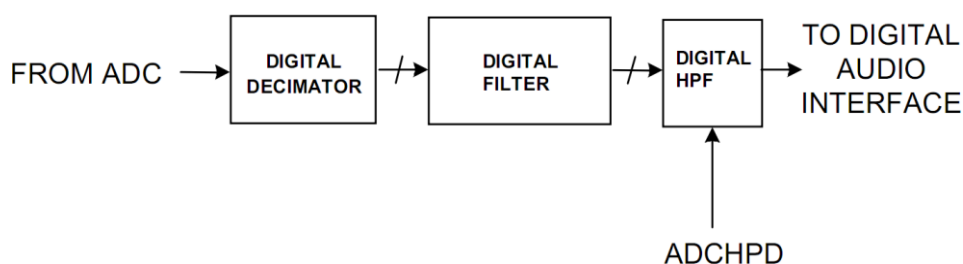 FROM ADC
DIGITAL
DECIMATOR
DIGITAL
FILTER
DIGITAL
HPF
TO DIGITAL
AUDIO
INTERFACE
ADCHPD